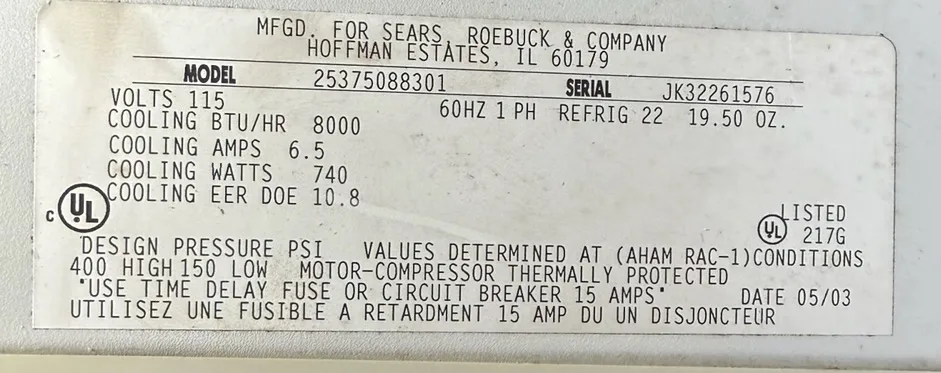 MFGD. FOR SEARS, ROEBUCK & COMPANY
HOFFMAN ESTATES, IL 60179
MODEL 25375088301 SERIAL JK32261576
VOLTS 115 60HZ 1 PH REFRIG 22 19.50 OZ.
COOLING BTU/HR 8000
COOLING AMPS 6.5
COOLING WATTS 740
COOLING EER DOE 10.8
C UL LISTED
UL 217G
DESIGN PRESSURE PSI VALUES DETERMINED AT (AHAM RAC-1)CONDITIONS
400 HIGH 150 LOW MOTOR-COMPRESSOR THERMALLY PROTECTED
"USE TIME DELAY FUSE OR CIRCUIT BREAKER 15 AMPS" DATE 05/03
UTILISEZ UNE FUSIBLE A RETARDMENT 15 AMP DU UN DISJONCTEUR